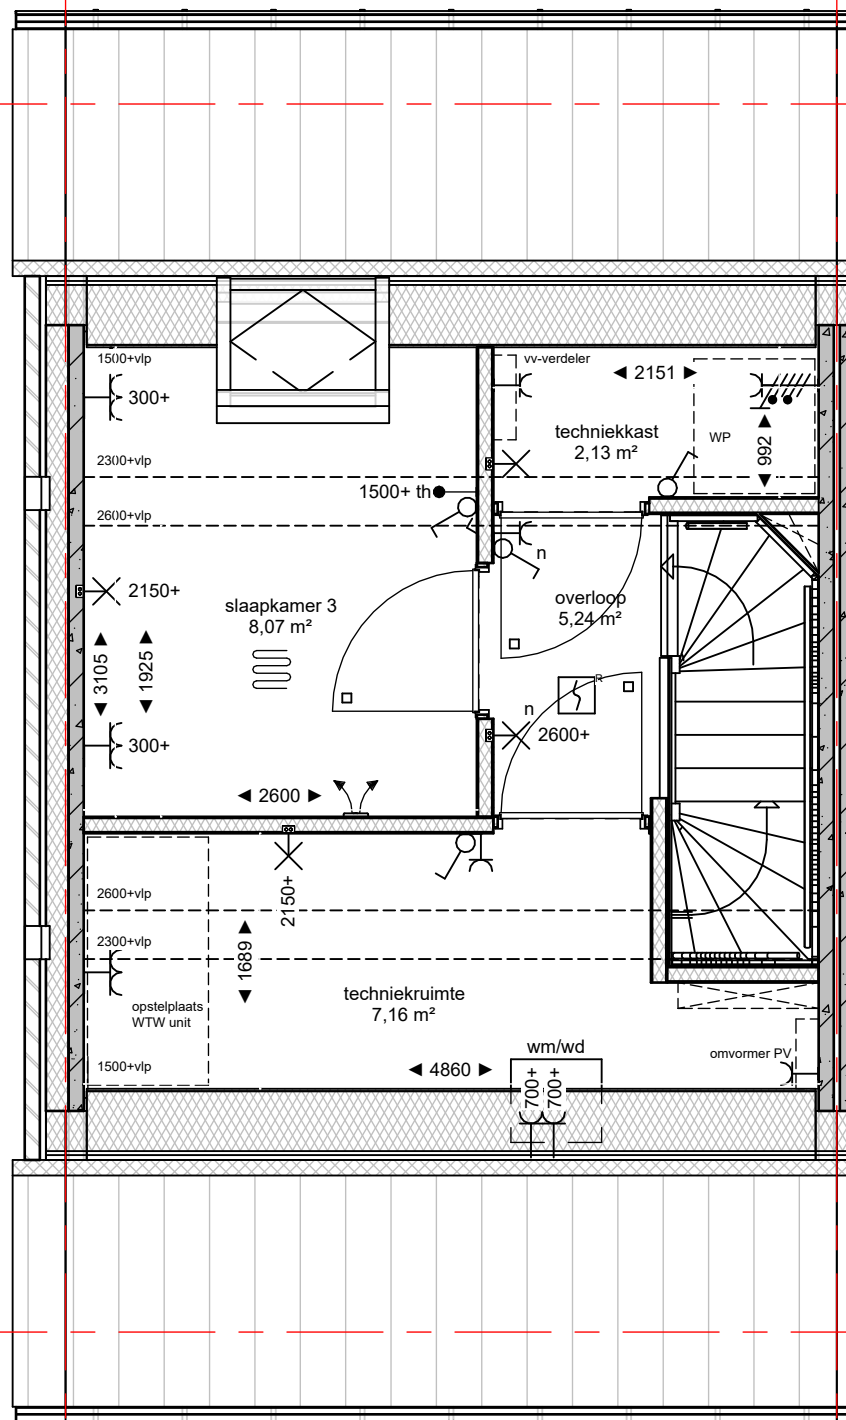 1500+vlp
vv-verdeler
2151
300+
techniekkast
2,13 m²
WP
992
2300+vlp
1500+ th
2600+vlp
n
2150+
slaapkamer 3
8,07 m²
overloop
5,24 m²
3105
1925
R
n
2600+
300+
2600
2150+
2600+vlp
2300+vlp
1689
techniekruimte
7,16 m²
opstelplaats
WTW unit
wm/wd
omvormer PV
1500+vlp
4860
700+
700+